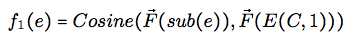 f₁(e) = Cosine(F⃗(sub(e)), F⃗(E(C, 1)))